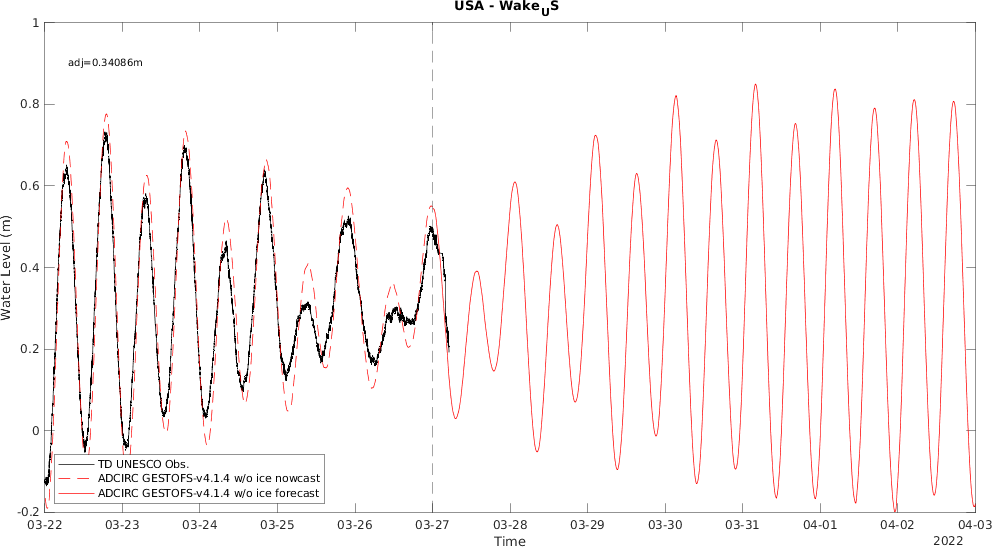 USA - WakeUS
adj=0.34086m
1
0.8
0.6
0.4
0.2
0
-0.2
Water Level (m)
TD UNESCO Obs.
ADCIRC GESTOFS-v4.1.4 w/o ice nowcast
ADCIRC GESTOFS-v4.1.4 w/o ice forecast
03-22 03-23 03-24 03-25 03-26 03-27 03-28 03-29 03-30 03-31 04-01 04-02 04-03
Time
2022